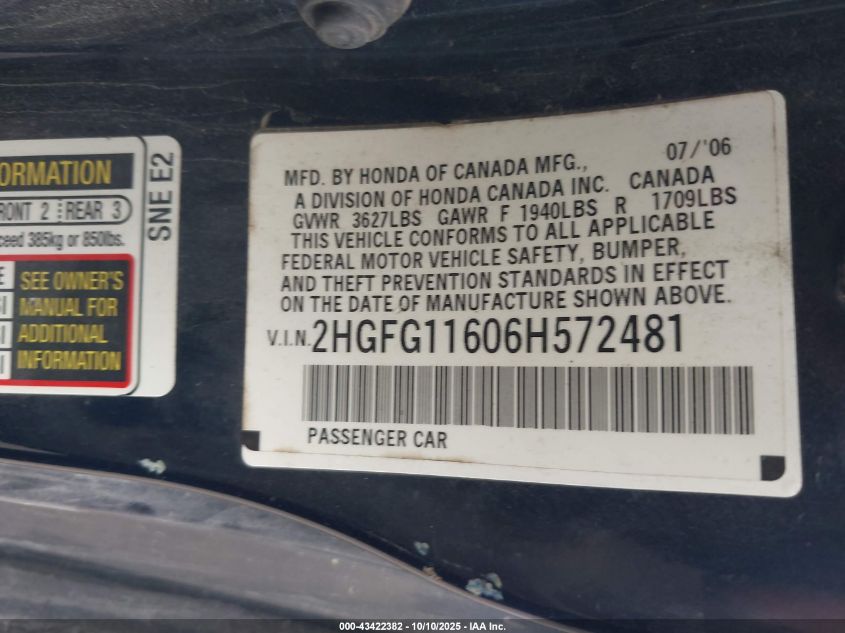 ORMATION
RONT 2 REAR 3
ceed 385kg or 850lbs.
SEE OWNER'S
MANUAL FOR
ADDITIONAL
INFORMATION
SNE E2
07/'06
MFD. BY HONDA OF CANADA MFG.,
A DIVISION OF HONDA CANADA INC. CANADA
GVWR 3627LBS GAWR F 1940LBS R 1709LBS
THIS VEHICLE CONFORMS TO ALL APPLICABLE
FEDERAL MOTOR VEHICLE SAFETY, BUMPER,
AND THEFT PREVENTION STANDARDS IN EFFECT
ON THE DATE OF MANUFACTURE SHOWN ABOVE.
V.I.N. 2HGFG11606H572481
PASSENGER CAR
000-43422382 - 10/10/2025 - IAA Inc.